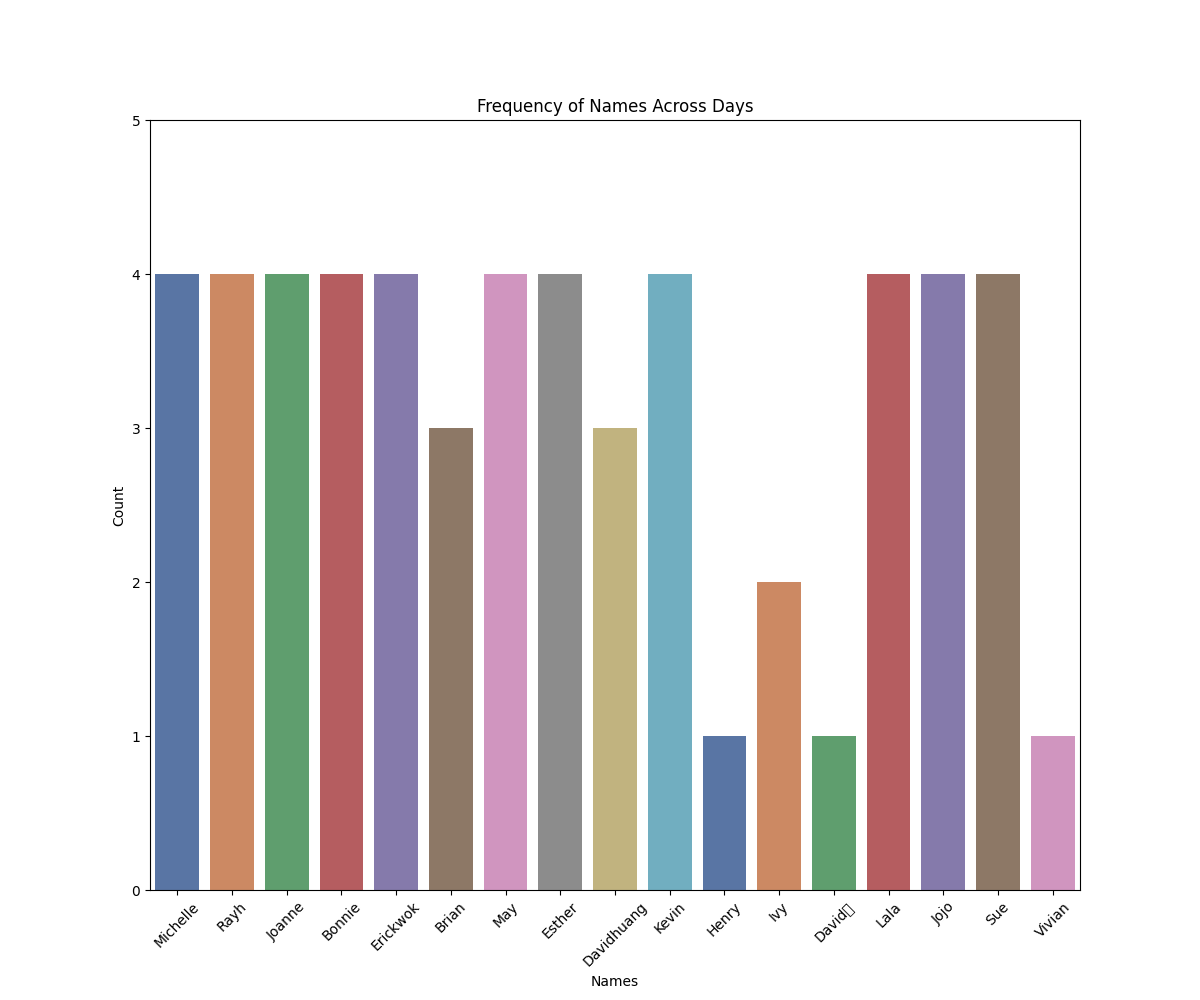 Frequency of Names Across Days
5
4
3
2
1
0
Count
Michelle
Rayh
Joanne
Bonnie
Erickwok
Brian
May
Esther
Davidhuang
Kevin
Henry
Ivy
David
Lala
Jojo
Sue
Vivian
Names